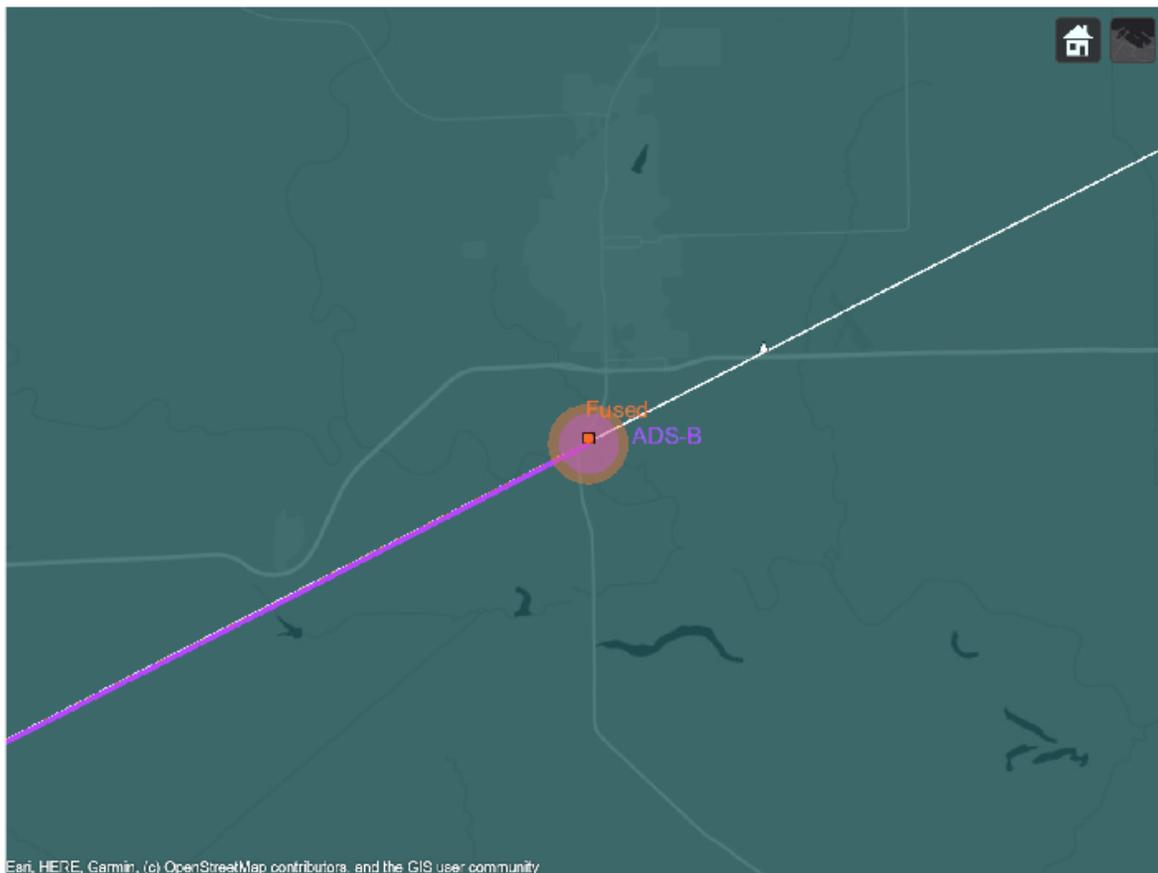 Fused
ADS-B
Esri, HERE, Garmin, (c) OpenStreetMap contributors, and the GIS user community